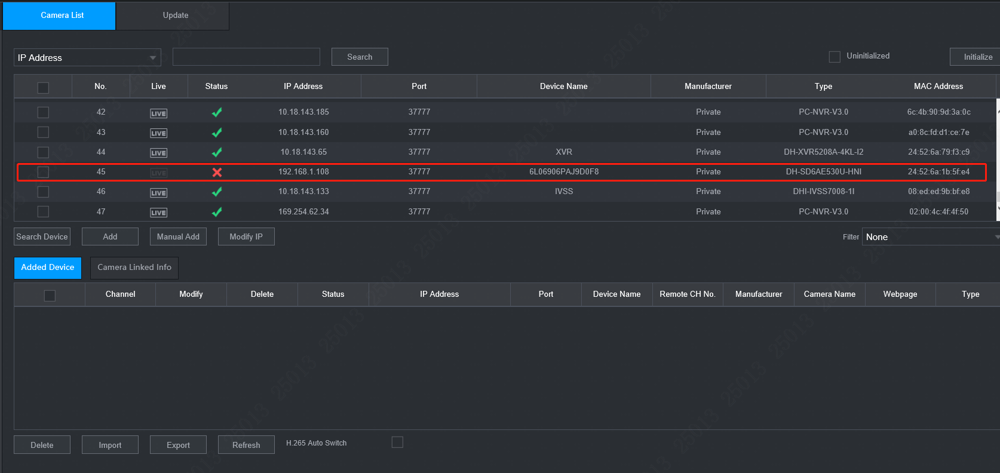 Camera List Update
IP Address Search Uninitialized Initialize
No. Live Status IP Address Port Device Name Manufacturer Type MAC Address
42 LIVE 10.18.143.185 37777 Private PC-NVR-V3.0 6c:4b:90:9d:3a:0c
43 LIVE 10.18.143.160 37777 Private PC-NVR-V3.0 a0:8c:fd:d1:ce:7e
44 LIVE 10.18.143.65 37777 XVR Private DH-XVR5208A-4KL-I2 24:52:6a:79:f3:c9
45 LIVE 192.168.1.108 37777 6L06906PAJ9D0F8 Private DH-SD6AE530U-HNI 24:52:6a:1b:5f:e4
46 LIVE 10.18.143.133 37777 IVSS Private DHI-IVSS7008-1I 08:ed:ed:9b:bf:e8
47 LIVE 169.254.62.34 37777 Private PC-NVR-V3.0 02:00:4c:4f:4f:50
Search Device Add Manual Add Modify IP Filter None
Added Device Camera Linked Info
Channel Modify Delete Status IP Address Port Device Name Remote CH No. Manufacturer Camera Name Webpage Type
Delete Import Export Refresh H.265 Auto Switch
25013